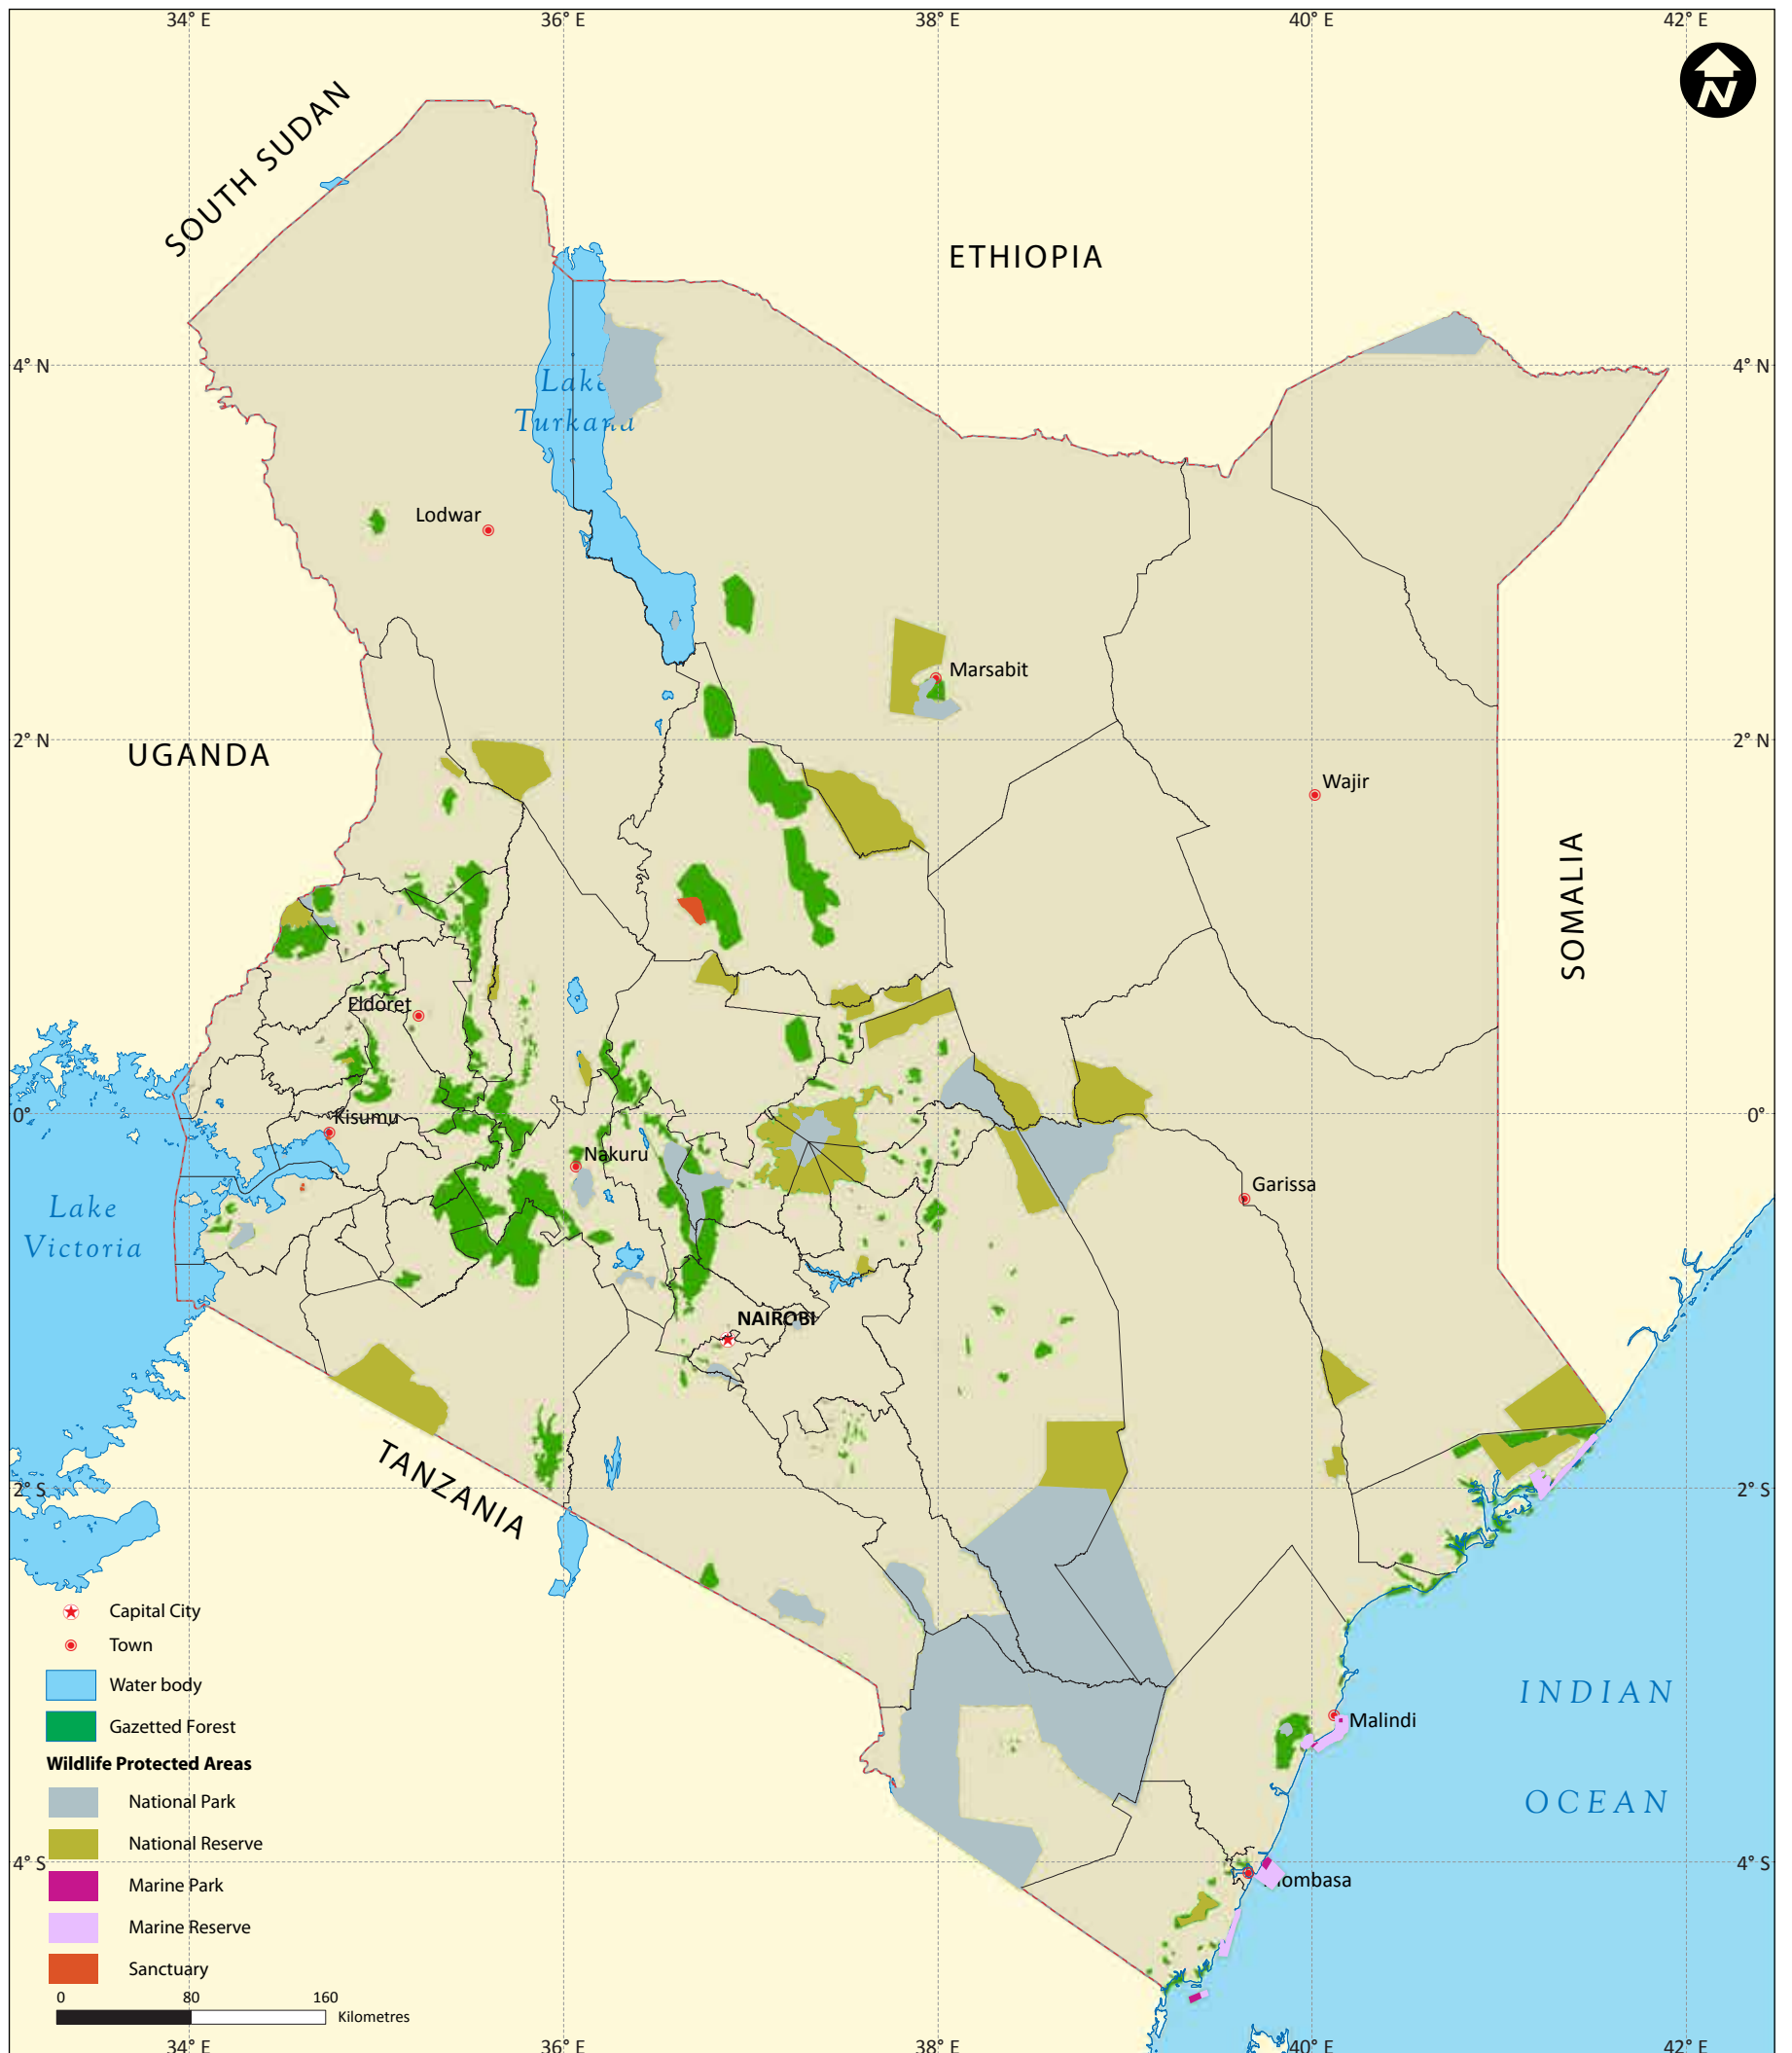 34° E 36° E 38° E 40° E 42° E
N
SOUTH SUDAN
ETHIOPIA
4° N 4° N
Lake
Turkana
Lodwar
Marsabit
2° N 2° N
UGANDA
Wajir
SOMALIA
Eldoret
0° 0°
Kisumu
Nakuru
Garissa
Lake
Victoria
NAIROBI
TANZANIA
2° S 2° S
Capital City
Town
Water body
Gazetted Forest
Wildlife Protected Areas
National Park
National Reserve
Marine Park
Marine Reserve
Sanctuary
INDIAN
OCEAN
Malindi
4° S 4° S
Mombasa
0 80 160
Kilometres
34° E 36° E 38° E 40° E 42° E